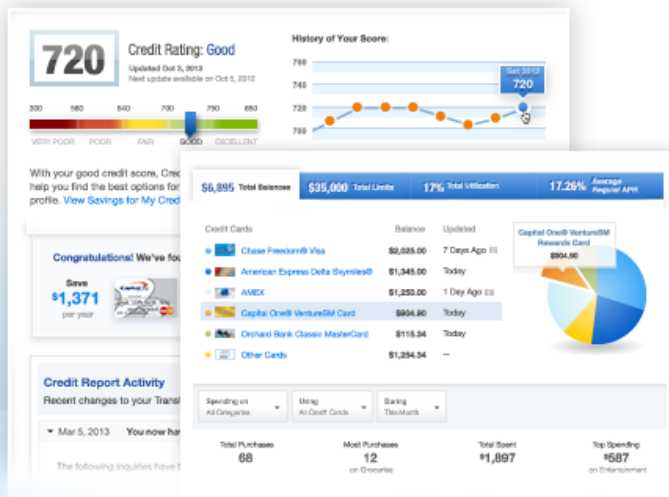 720
Credit Rating: Good
Updated Oct 3, 2012
Next update available on Oct 5, 2012
History of Your Score:
760
740
720
700
Set 2012
720
560
640
700
750
850
VERY POOR
POOR
FAIR
GOOD
EXCELLENT
With your good credit score, Cred
help you find the best options for
profile. View Savings for My Cred
Congratulations! We've fou
Save
$1,371
per year
Credit Report Activity
Recent changes to your Trans
Mar 5, 2013 You now ha
The following inquiries have
$6,895 Total Balances
$35,000 Total Limits
17% Total Utilization
17.26% Average
Regular APR
Credit Cards Balance Updated
Chase Freedom® Visa $2,025.00 7 Days Ago
American Express Delta Skymiles® $1,345.00 Today
AMEX $1,250.00 1 Day Ago
Capital One® VentureSM Card $904.90 Today
Orchard Bank Classic MasterCard $115.34 Today
Other Cards $1,254.34 --
Capital One® VentureSM
Rewards Card
$904.90
Spending on
All Categories
Using
All Credit Cards
During
This Month
Total Purchases
68
Most Purchases
12
on Groceries
Total Spent
$1,897
Top Spending
$587
on Entertainment